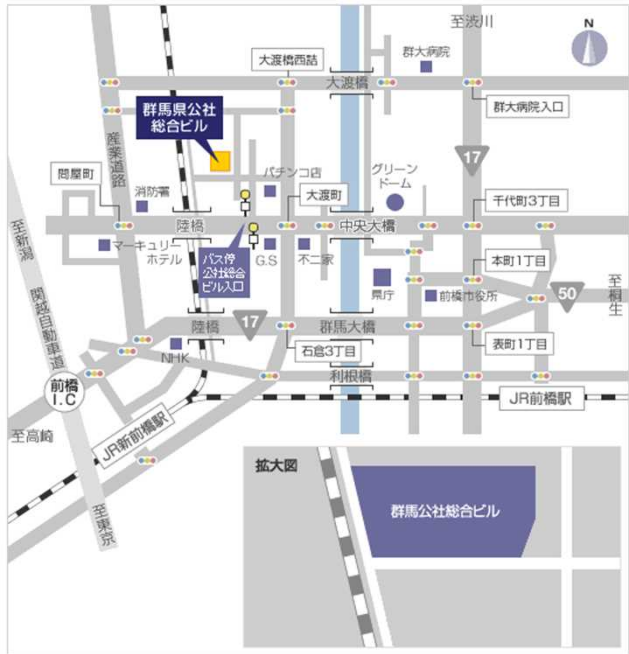 至渋川
N
群大病院
大渡橋西詰
大渡橋
群馬県公社
総合ビル
群大病院入口
産業道路
17
問屋町
消防署
パチンコ店
グリーン
ドーム
大渡町
千代町3丁目
陸橋
中央大橋
至新潟
マーキュリー
ホテル
バス停
公社総合
ビル入口
G.S
不二家
本町1丁目
県庁
前橋市役所
50
至桐生
関越自動車道
陸橋
17
群馬大橋
NHK
石倉3丁目
表町1丁目
利根橋
前橋
I.C
JR前橋駅
至高崎
JR新前橋駅
至東京
拡大図
群馬公社総合ビル